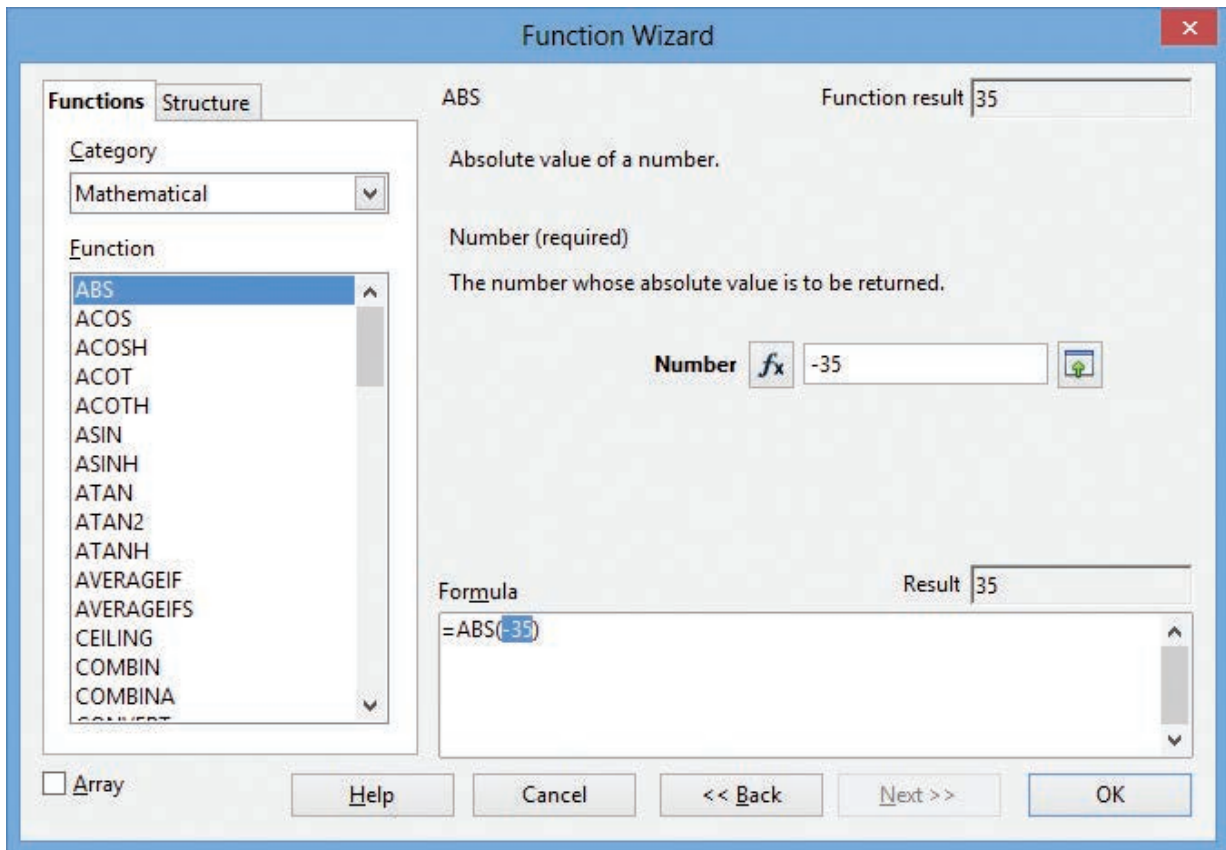 Function Wizard
Functions Structure
Category
Mathematical
Function
ABS
ACOS
ACOSH
ACOT
ACOTH
ASIN
ASINH
ATAN
ATAN2
ATANH
AVERAGEIF
AVERAGEIFS
CEILING
COMBIN
COMBINA
CONVERT
Array
ABS
Function result 35
Absolute value of a number.
Number (required)
The number whose absolute value is to be returned.
Number fx -35
Formula
Result 35
=ABS(-35)
Help Cancel << Back Next >> OK